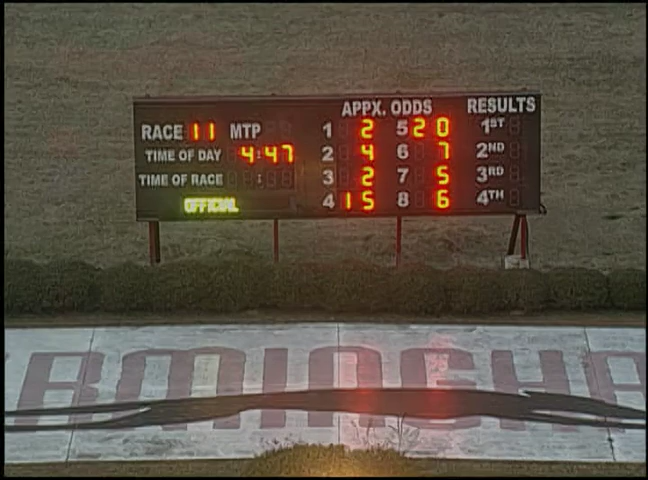 APPX. ODDS RESULTS
RACE 11 MTP 1 2 5 20 1ST
TIME OF DAY 4:47 2 4 6 7 2ND
TIME OF RACE : 3 2 7 5 3RD
OFFICIAL 4 15 8 6 4TH